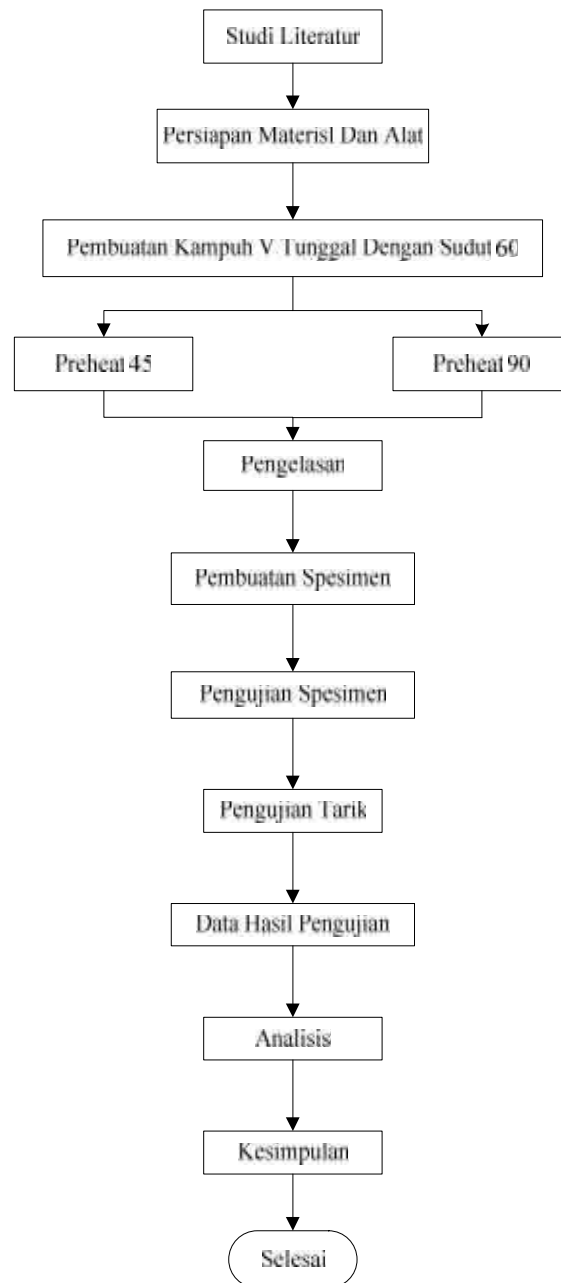 Studi Literatur
Persiapan Materisl Dan Alat
Pembuatan Kampuh V Tunggal Dengan Sudut 60
Preheat 45
Preheat 90
Pengelasan
Pembuatan Spesimen
Pengujian Spesimen
Pengujian Tarik
Data Hasil Pengujian
Analisis
Kesimpulan
Selesai